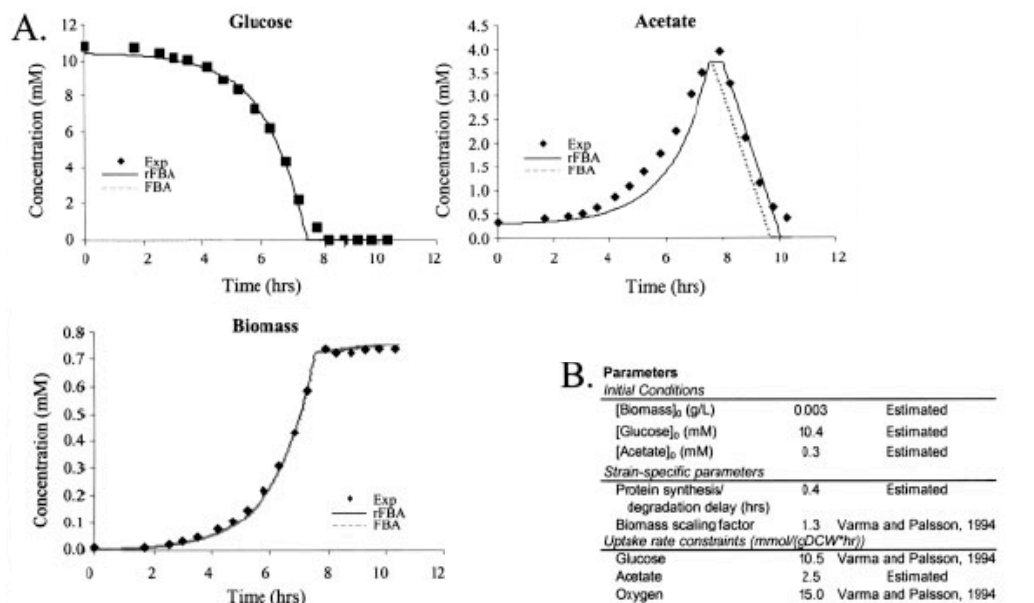 A.
Glucose
Concentration (mM)
12
10
8
6
4
2
0
Exp
rFBA
FBA
0 2 4 6 8 10 12
Time (hrs)
Acetate
Concentration (mM)
4.5
4.0
3.5
3.0
2.5
2.0
1.5
1.0
0.5
0.0
Exp
rFBA
FBA
0 2 4 6 8 10 12
Time (hrs)
Biomass
Concentration (mM)
0.8
0.7
0.6
0.5
0.4
0.3
0.2
0.1
0.0
Exp
rFBA
FBA
0 2 4 6 8 10 12
Time (hrs)
B.
Parameters
Initial Conditions
[Biomass]₀ (g/L) 0.003 Estimated
[Glucose]₀ (mM) 10.4 Estimated
[Acetate]₀ (mM) 0.3 Estimated
Strain-specific parameters
Protein synthesis/ 0.4 Estimated
degradation delay (hrs)
Biomass scaling factor 1.3 Varma and Palsson, 1994
Uptake rate constraints (mmol/(gDCW*hr))
Glucose 10.5 Varma and Palsson, 1994
Acetate 2.5 Estimated
Oxygen 15.0 Varma and Palsson, 1994